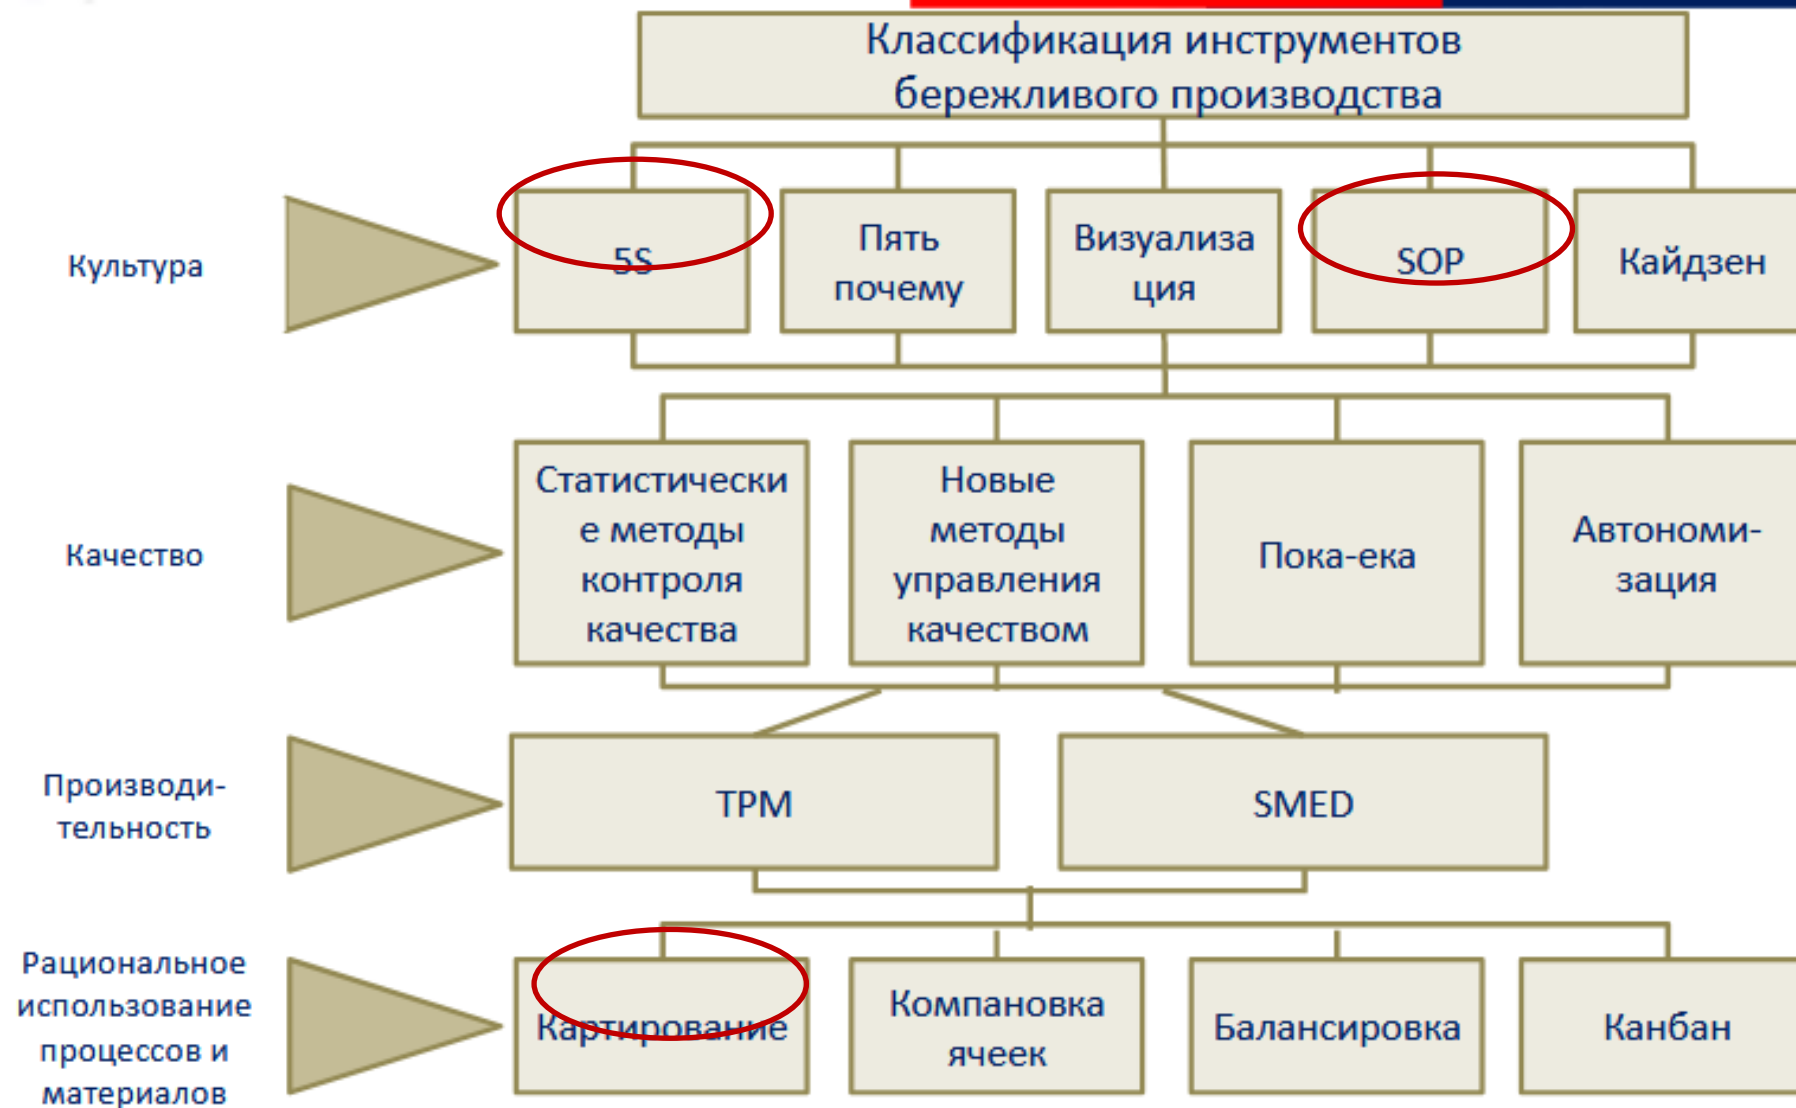 Классификация инструментов
бережливого производства
Культура
5S
Пять
почему
Визуализа
ция
SOP
Кайдзен
Качество
Статистически
е методы
контроля
качества
Новые
методы
управления
качеством
Пока-ека
Автономи-
зация
Производи-
тельность
TPM
SMED
Рациональное
использование
процессов и
материалов
Картирование
Компановка
ячеек
Балансировка
Канбан